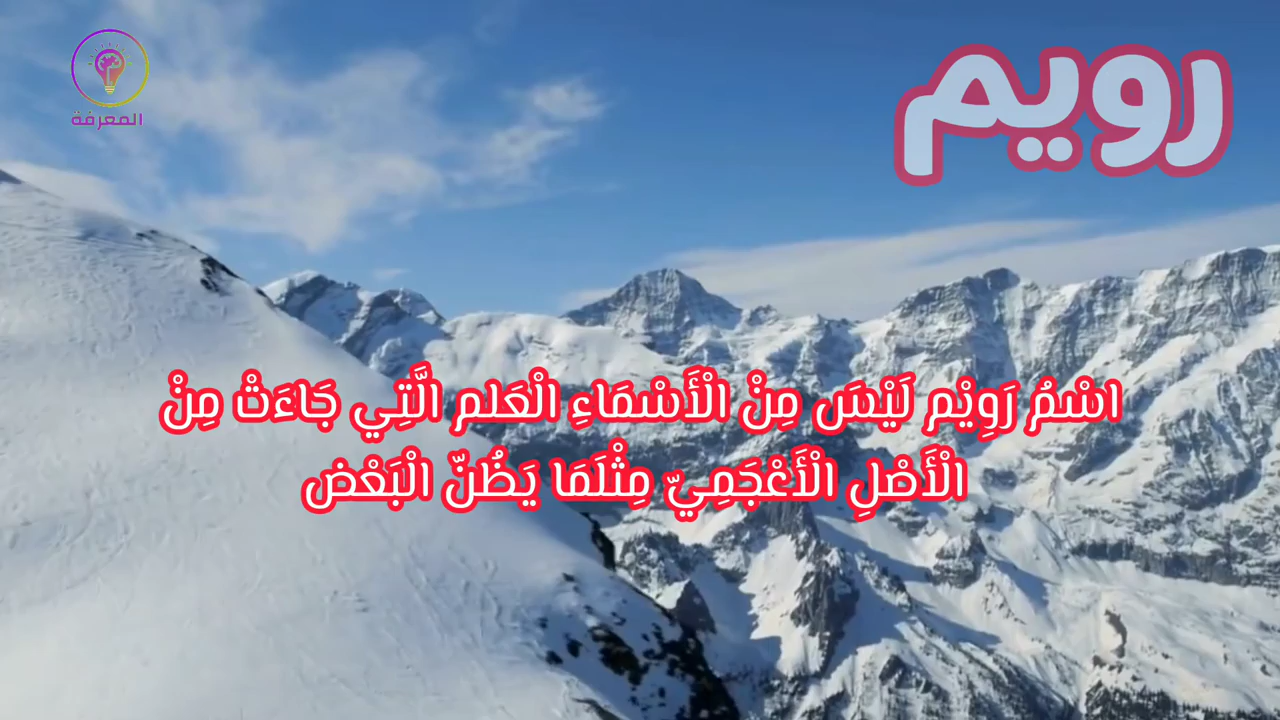 رويم
المعرفة
اسْمُ رَوِيْم لَيْسَ مِنْ الْأَسْمَاءِ الْعَلم الَّتِي جَاءَتْ مِنْ
الْأَصْلِ الْأَعْجَمِيّ مِثْلَمَا يَظُنّ الْبَعْض